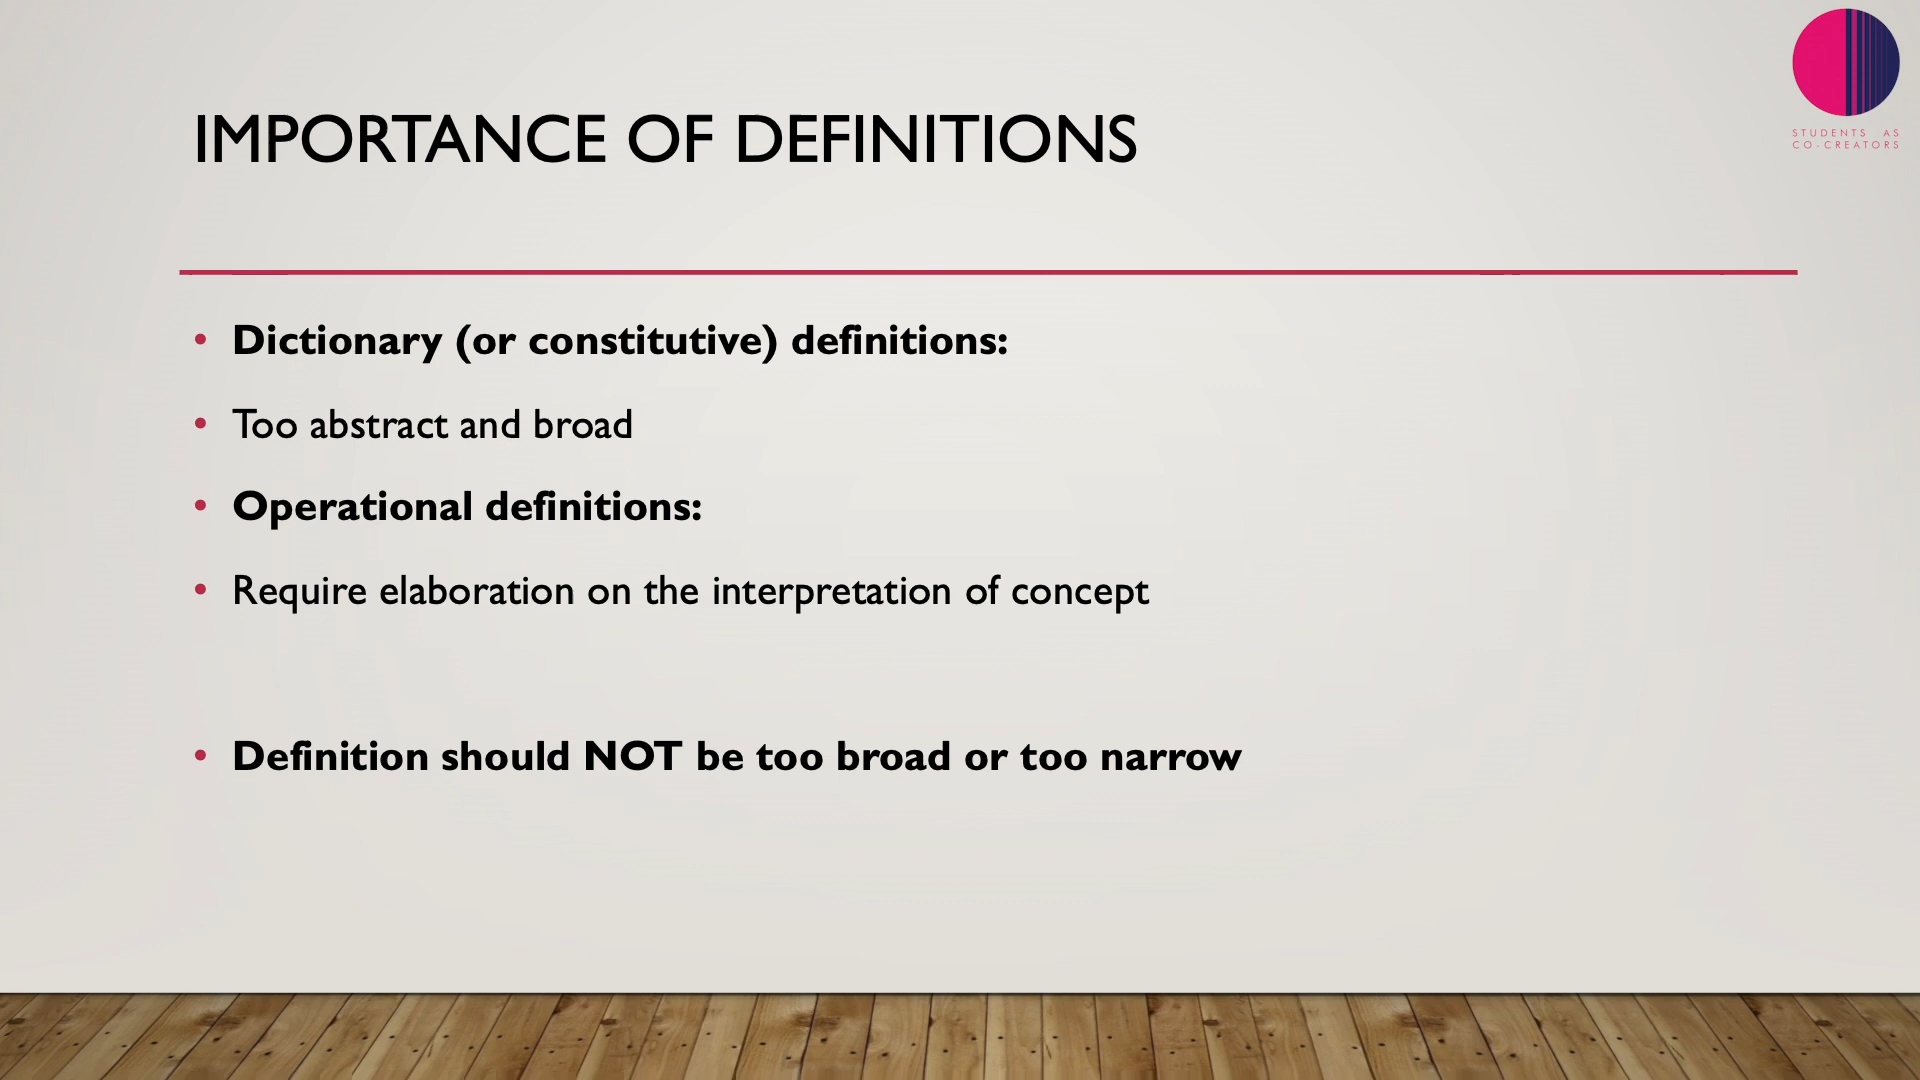 STUDENTS AS
CO-CREATORS
IMPORTANCE OF DEFINITIONS
• Dictionary (or constitutive) definitions:
• Too abstract and broad
• Operational definitions:
• Require elaboration on the interpretation of concept
• Definition should NOT be too broad or too narrow